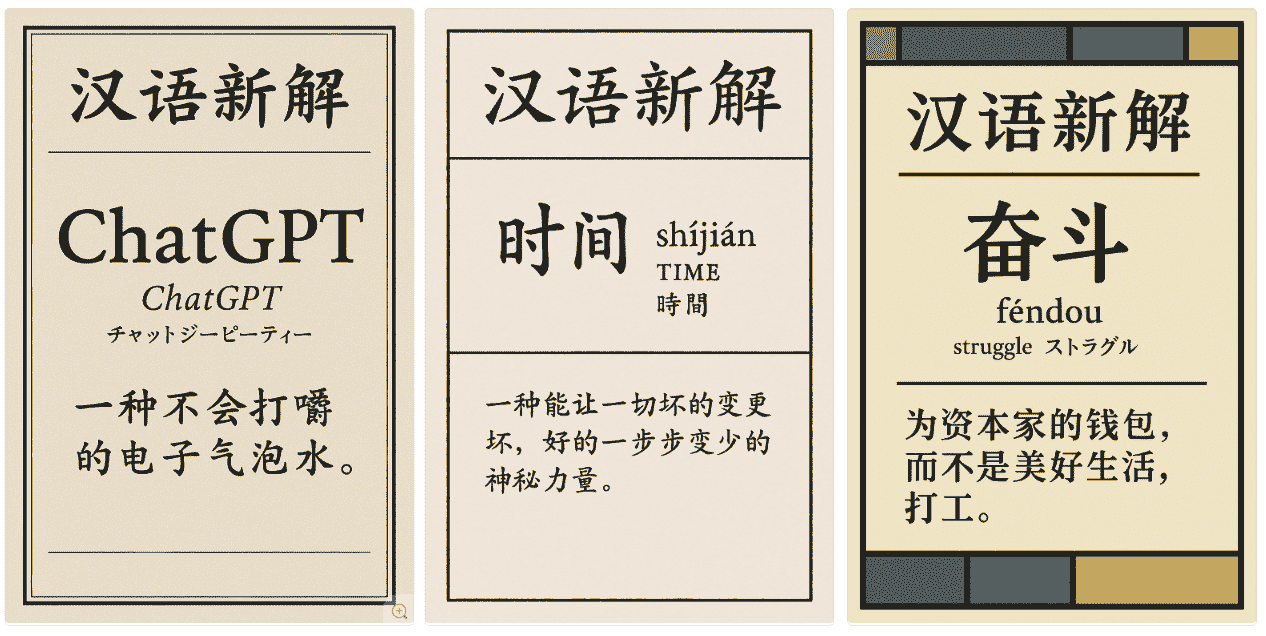 汉语新解
ChatGPT
ChatGPT
チャットジーピーティー
一种不会打嚼
的电子气泡水。
汉语新解
时间
shíjián
TIME
時間
一种能让一切坏的变更
坏，好的一步步变少的
神秘力量。
汉语新解
奋斗
féndou
struggle ストラグル
为资本家的钱包，
而不是美好生活，
打工。